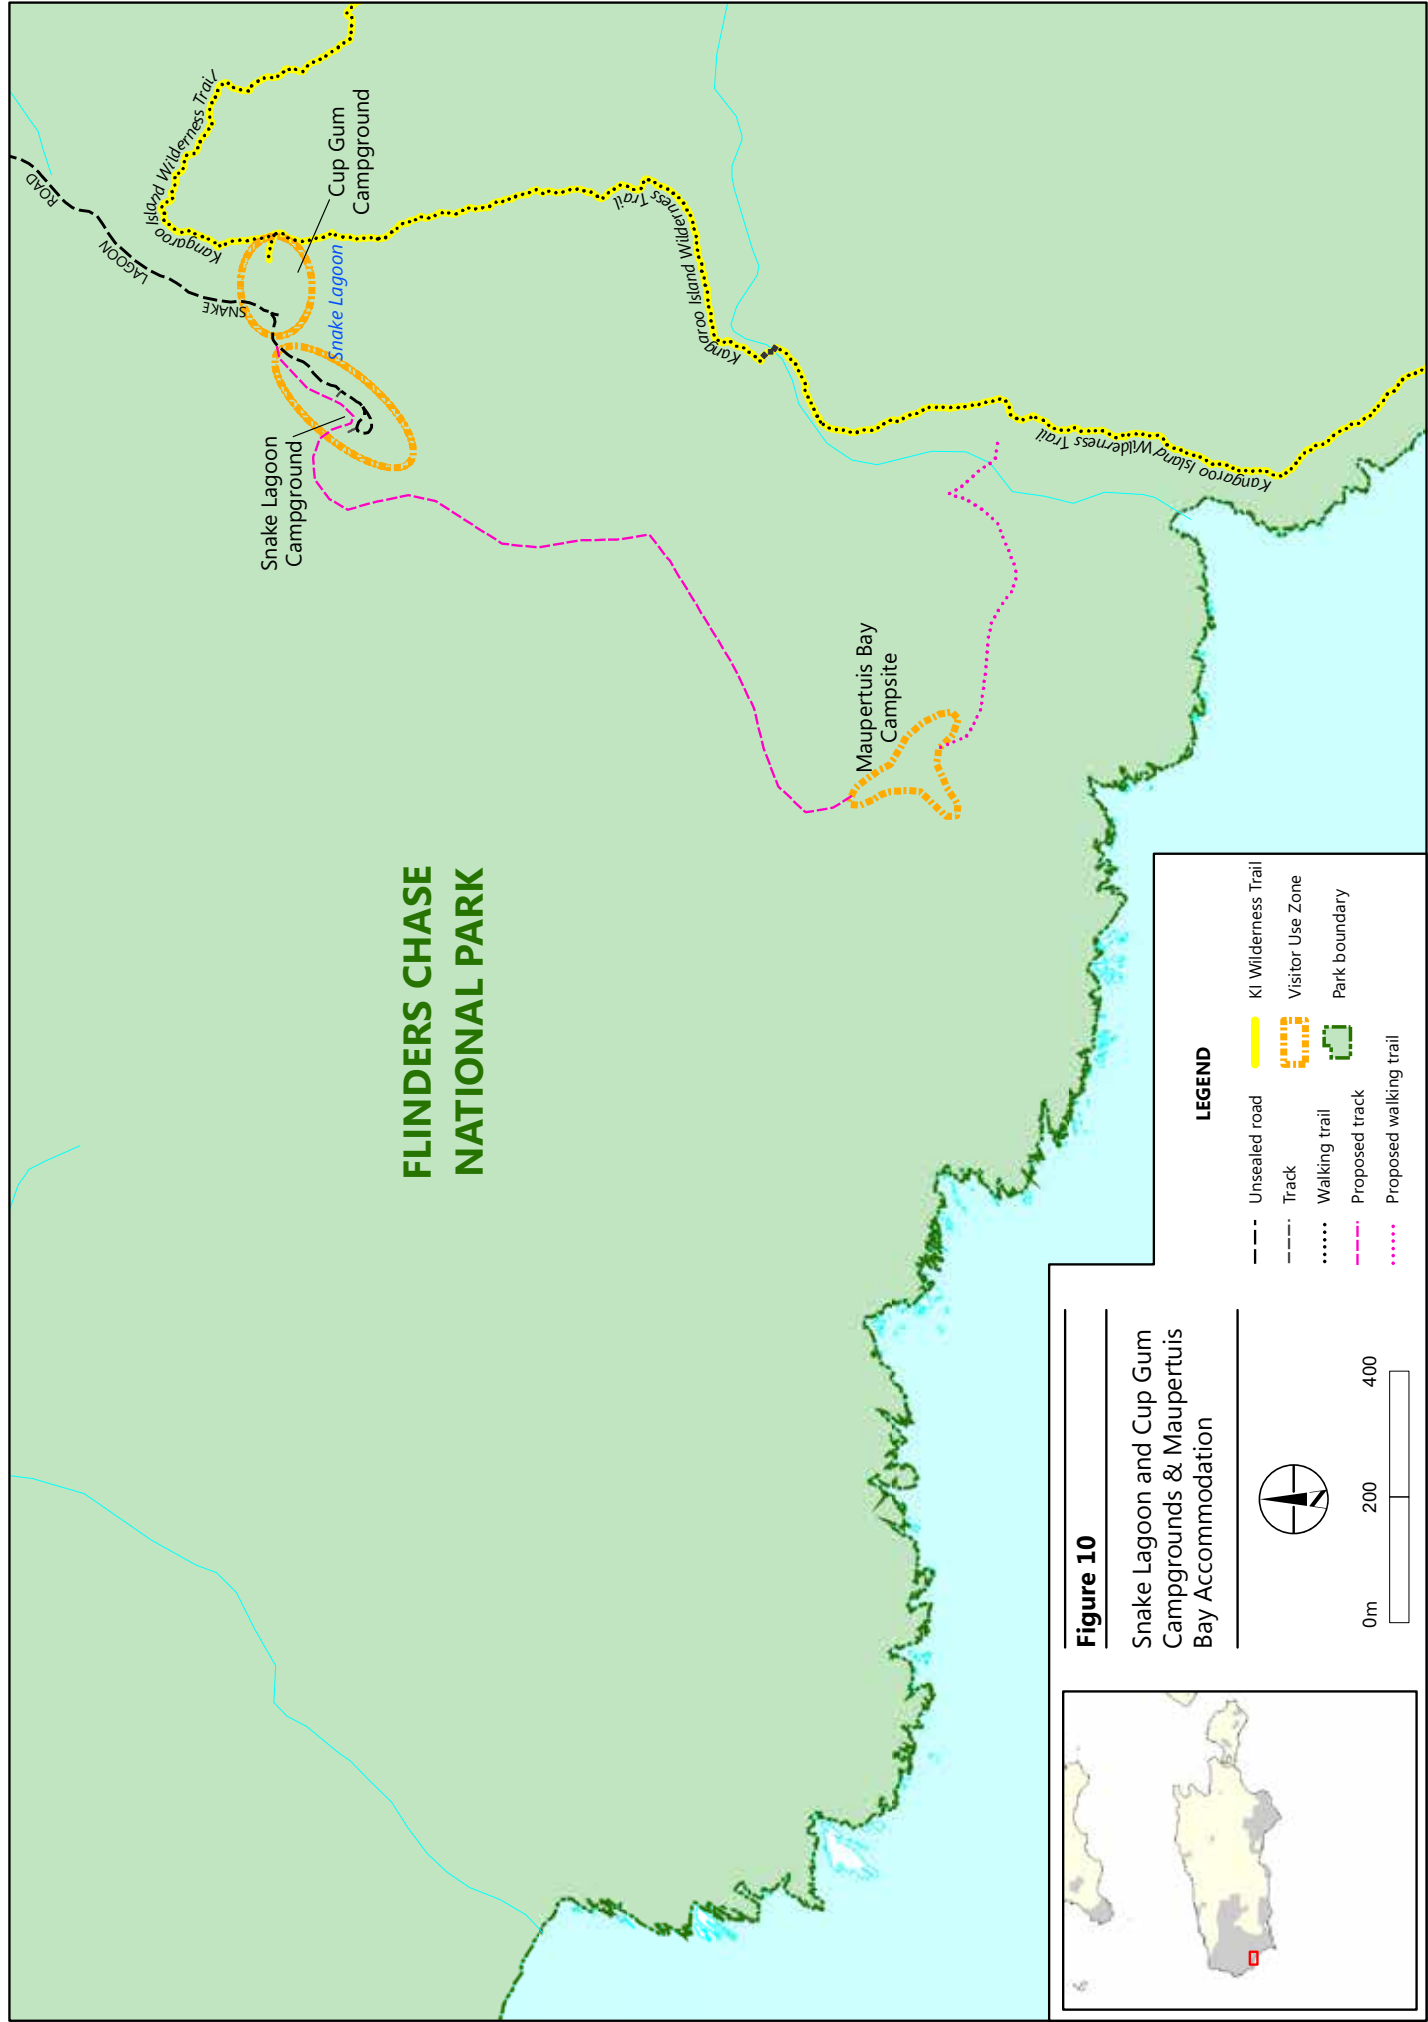 ROAD
LAGOON
SNAKE
Kangaroo Island Wilderness Trail
Cup Gum
Campground
Snake Lagoon
Snake Lagoon
Campground
Kangaroo Island Wilderness
Trail
Kangaroo Island Wilderness Trail
Maupertuis Bay
Campsite
FLINDERS CHASE
NATIONAL PARK
Figure 10
Snake Lagoon and Cup Gum
Campgrounds & Maupertuis
Bay Accommodation
N
0m 200 400
LEGEND
Unsealed road
Track
Walking trail
Proposed track
Proposed walking trail
KI Wilderness Trail
Visitor Use Zone
Park boundary